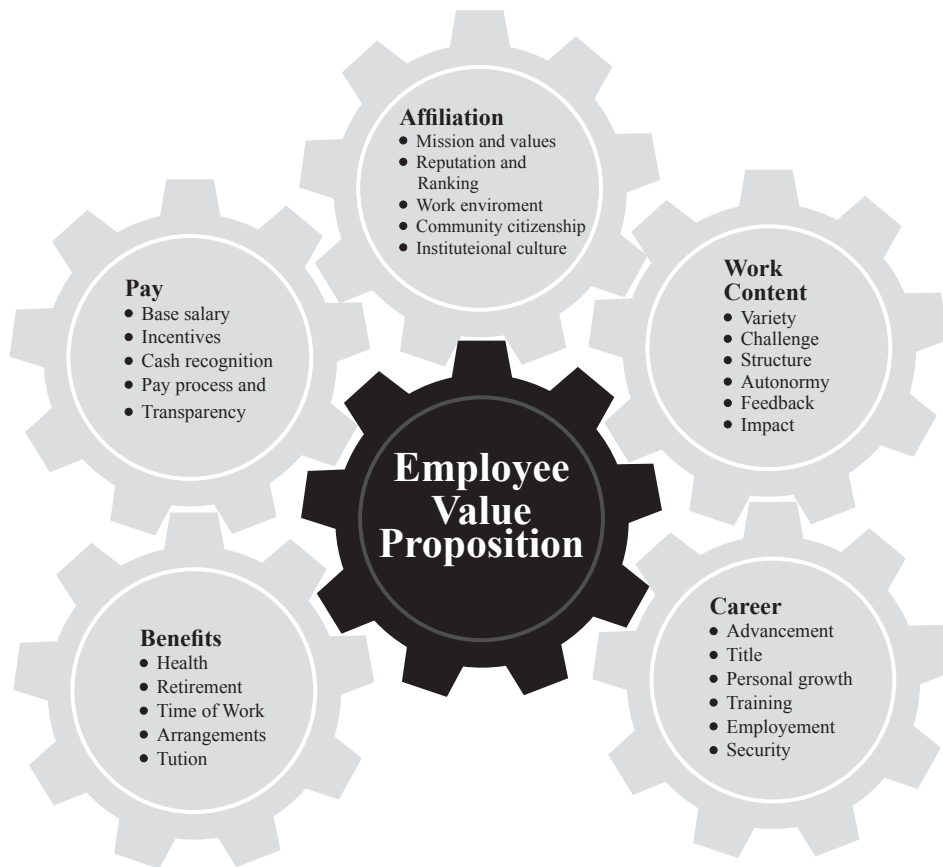 Affiliation
• Mission and values
• Reputation and
Ranking
• Work enviroment
• Community citizenship
• Instituteional culture
Pay
• Base salary
• Incentives
• Cash recognition
• Pay process and
• Transparency
Work
Content
• Variety
• Challenge
• Structure
• Autonormy
• Feedback
• Impact
Employee
Value
Proposition
Benefits
• Health
• Retirement
• Time of Work
• Arrangements
• Tution
Career
• Advancement
• Title
• Personal growth
• Training
• Employement
• Security